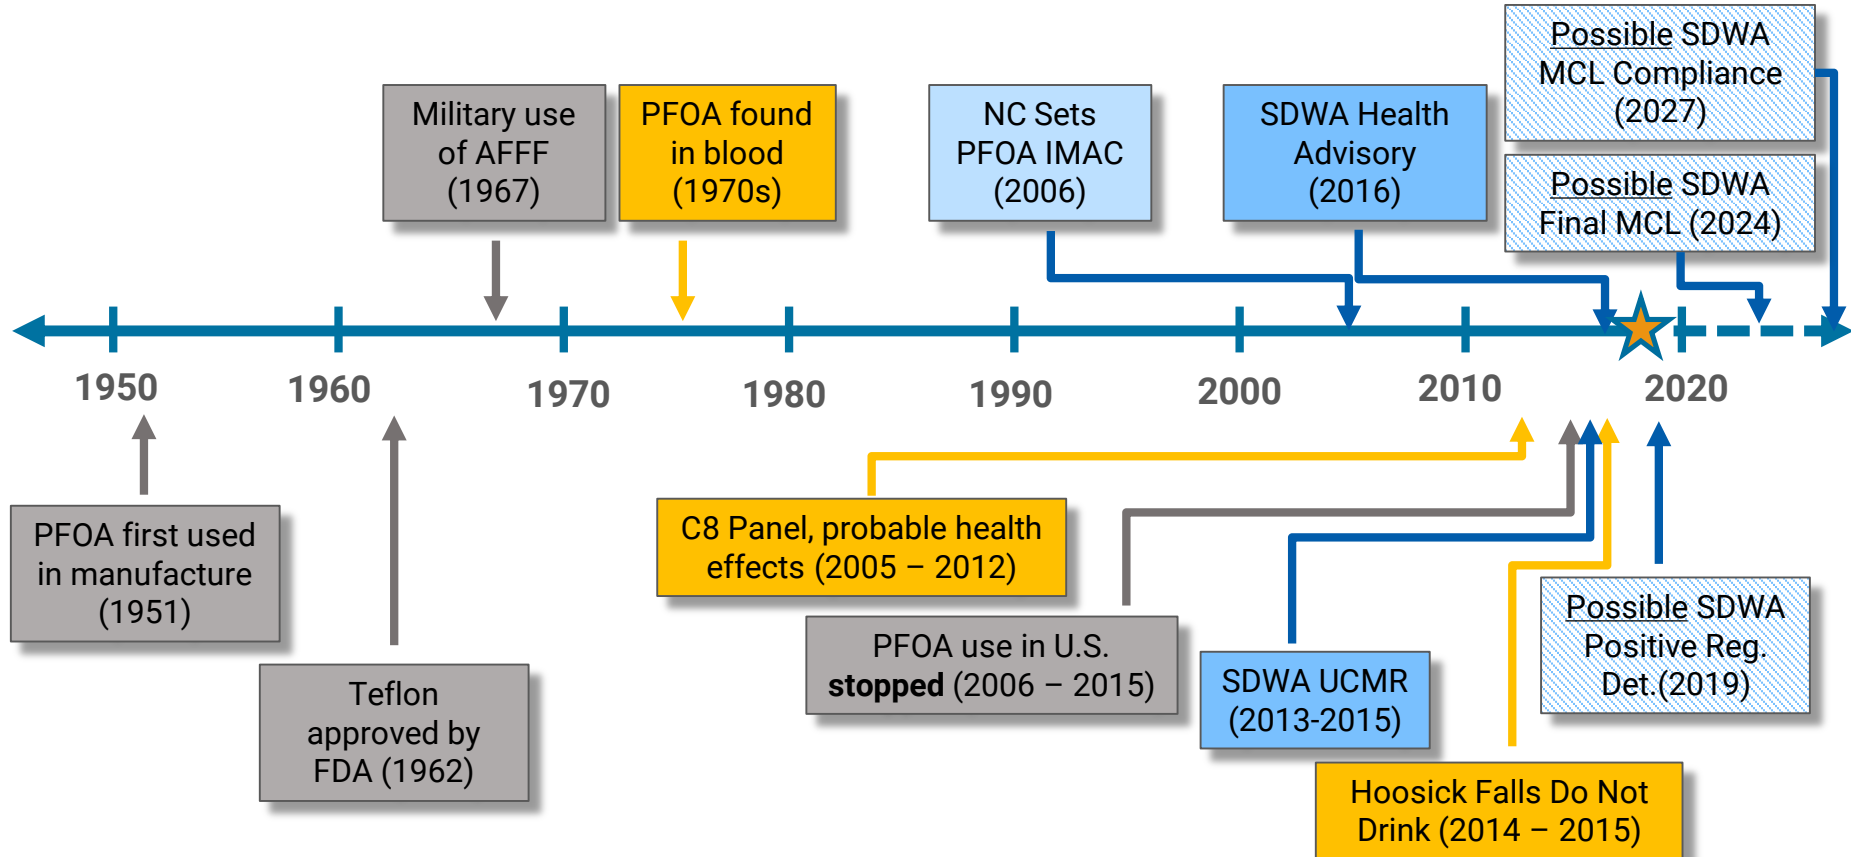 Possible SDWA
MCL Compliance
(2027)
Military use
of AFFF
(1967)
PFOA found
in blood
(1970s)
NC Sets
PFOA IMAC
(2006)
SDWA Health
Advisory
(2016)
Possible SDWA
Final MCL (2024)
1950
1960
1970
1980
1990
2000
2010
2020
PFOA first used
in manufacture
(1951)
C8 Panel, probable health
effects (2005 – 2012)
Possible SDWA
Positive Reg.
Det.(2019)
PFOA use in U.S.
stopped (2006 – 2015)
SDWA UCMR
(2013-2015)
Teflon
approved by
FDA (1962)
Hoosick Falls Do Not
Drink (2014 – 2015)